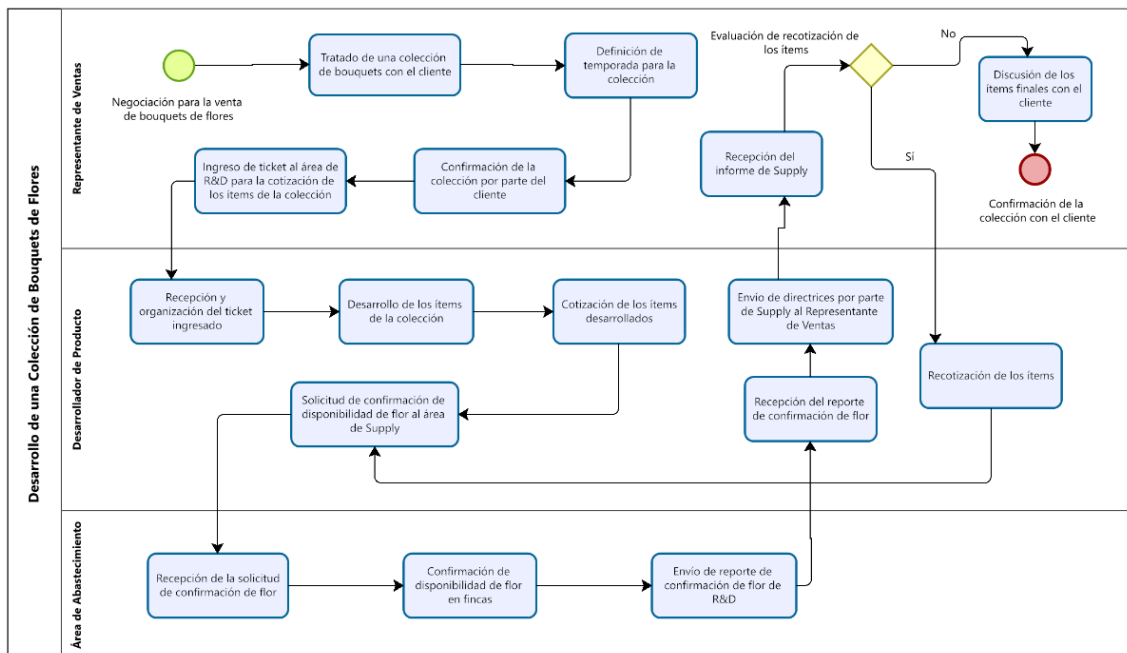 Desarrollo de una Colección de Bouquets de Flores
Representante de Ventas
Negociación para la venta
de bouquets de flores
Tratado de una colección
de bouquets con el cliente
Definición de
temporada para la
colección
Confirmación de
la colección por parte del
cliente
Ingreso de ticket al área de
R&D para la cotización de
los ítems de la colección
Evaluación de recotización de
los ítems
No
Sí
Recepción del
informe de Supply
Discusión de los
ítems finales con el
cliente
Confirmación de la
colección con el cliente
Desarrollador de Producto
Recepción y
organización del ticket
ingresado
Desarrollo de los ítems
de la colección
Cotización de los ítems
desarrollados
Solicitud de confirmación de
disponibilidad de flor al área
de Supply
Envío de directrices por parte
de Supply al Representante
de Ventas
Recepción del reporte
de confirmación de flor
Recotización de los ítems
Área de Abastecimiento
Recepción de la solicitud
de confirmación de flor
Confirmación de
disponibilidad de flor
en fincas
Envío de reporte de
confirmación de flor de
R&D